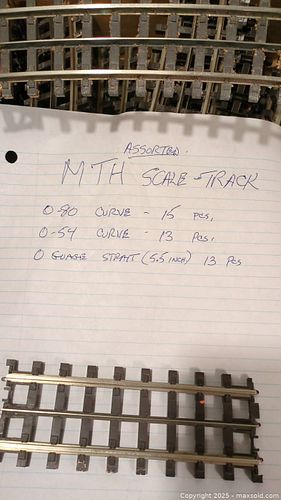 ASSORTED.
MTH SCALE-TRACK
O-80 CURVE - 15 PCS,
O-54 CURVE - 13 PCS,
O GUAGE STRAIT (5.5 INCH) 13 PCS
Copyright 2025 - maxsold.com